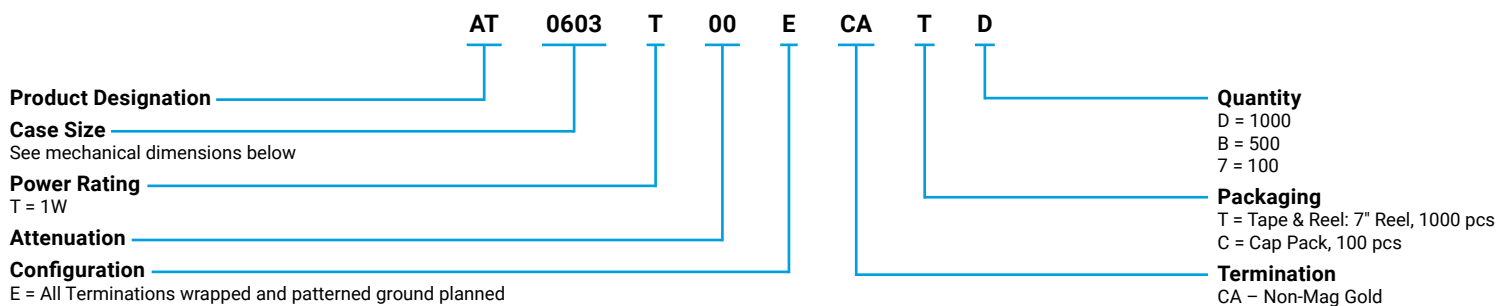 AT 0603 T 00 E CA T D
Product Designation
Case Size
See mechanical dimensions below
Power Rating
T = 1W
Attenuation
Configuration
E = All Terminations wrapped and patterned ground planned
Quantity
D = 1000
B = 500
7 = 100
Packaging
T = Tape & Reel: 7" Reel, 1000 pcs
C = Cap Pack, 100 pcs
Termination
CA – Non-Mag Gold